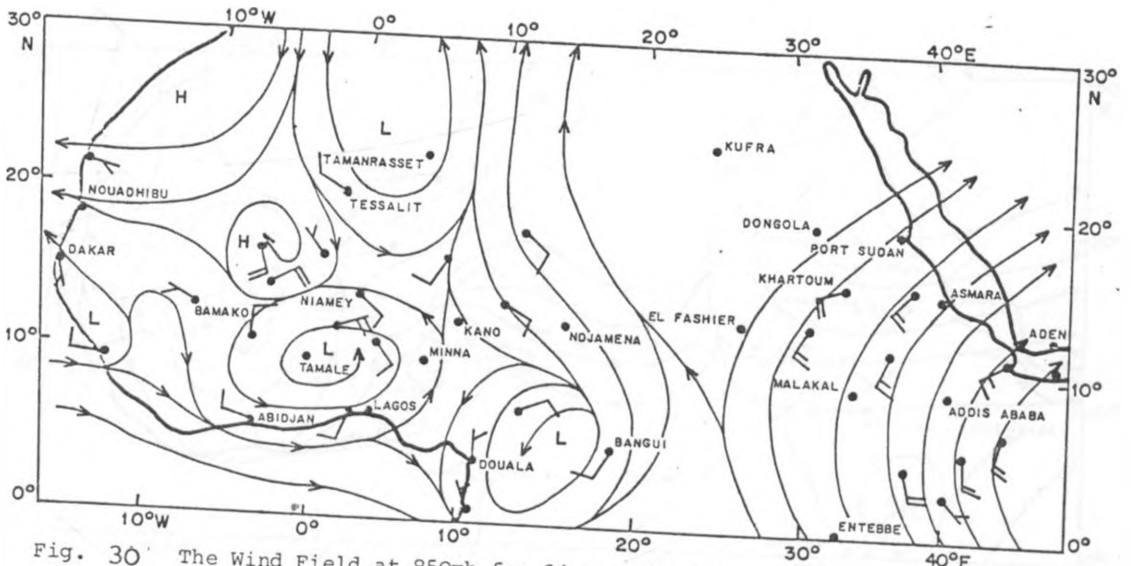 30° 10°W 0° 10° 20° 30° 40°E
N
30°
N
H
L
TAMANRASSET
KUFRA
20°
NOUADHIBU
TESSALIT
DONGOLA
20°
PORT SUDAN
H
DAKAR
KHARTOUM
ASMARA
L
BAMAKO
NIAMEY
EL FASHIER
ADEN
10°
KANO
NDJAMENA
L
TAMALE
MINNA
MALAKAL
10°
ADDIS ABABA
ABIDJAN
LAGOS
L
BANGUI
DOUALA
0°
ENTEBBE
0°
10°W 0° 10° 20° 30° 40°E
Fig. 30 The Wind Field at 850mb for